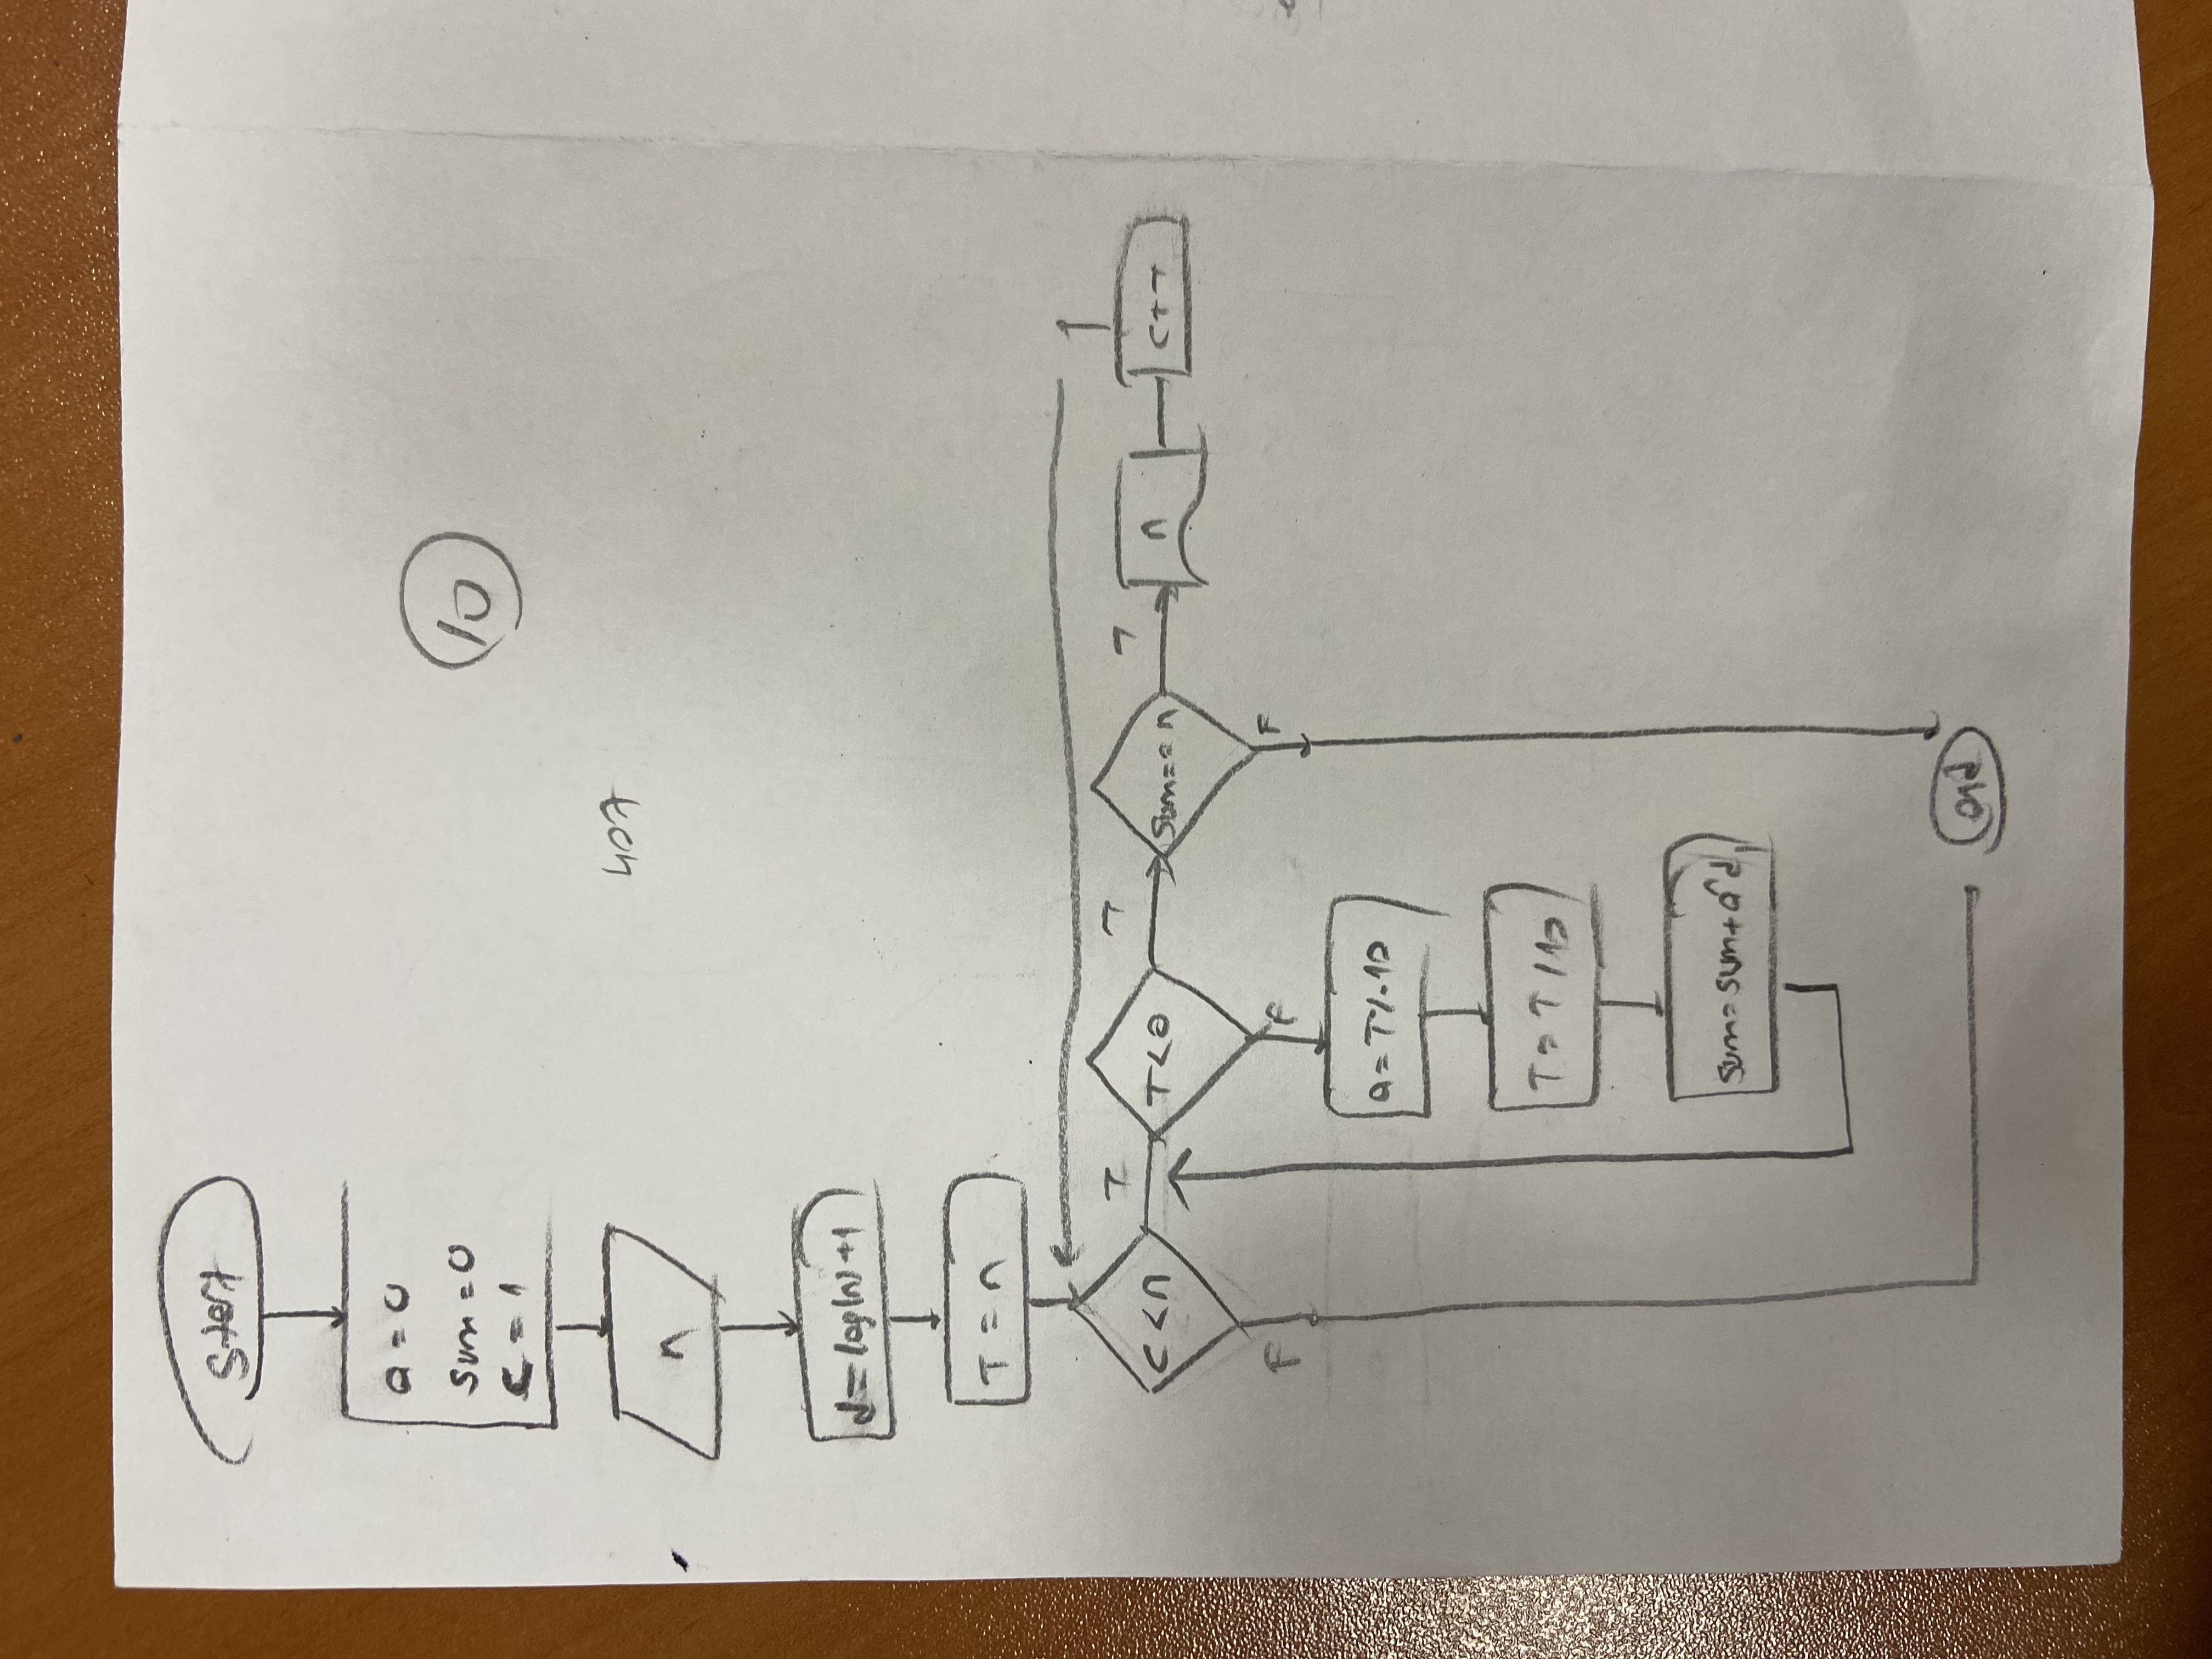 Start
a = 0
sum = 0
c = 1
10
n
407
d = log(n) + 1
T = n
T
T
T
c < n
T < 0
sum == n
n
c++
F
F
F
a = T % 10
T = T / 10
sum = sum + a^d
end